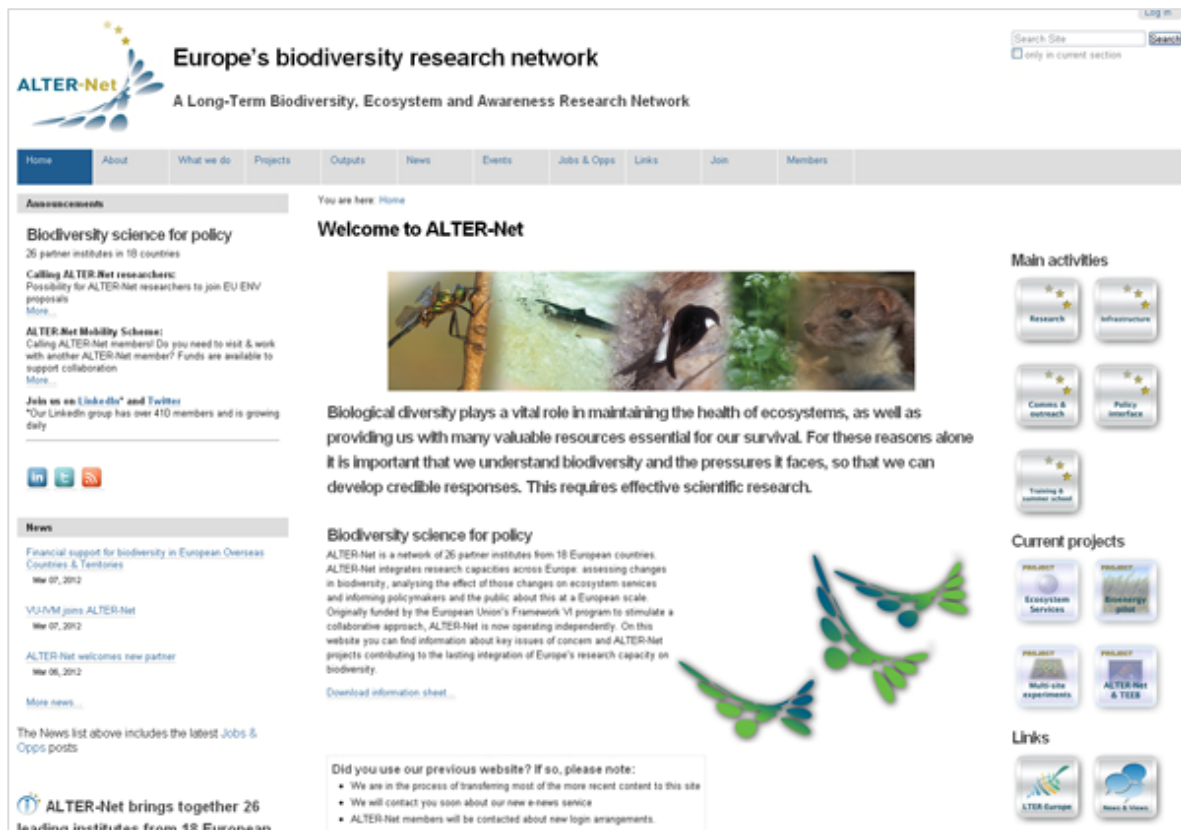 Log in
ALTER-Net
Europe's biodiversity research network
A Long-Term Biodiversity, Ecosystem and Awareness Research Network
Search Site
Search
only in current section
Home
About
What we do
Projects
Outputs
News
Events
Jobs & Opps
Links
Join
Members
Announcements
Biodiversity science for policy
26 partner institutes in 18 countries
Calling ALTER-Net researchers:
Possibility for ALTER-Net researchers to join EU ENV
proposals
More...
ALTER-Net Mobility Scheme:
Calling ALTER-Net members! Do you need to visit & work
with another ALTER-Net member? Funds are available to
support collaboration
More...
Join us on LinkedIn* and Twitter
*Our LinkedIn group has over 410 members and is growing
daily
in
t
News
Financial support for biodiversity in European Overseas
Countries & Territories
Mar 07, 2012
VU-IVM joins ALTER-Net
Mar 07, 2012
ALTER-Net welcomes new partner
Mar 06, 2012
More news...
The News list above includes the latest Jobs &
Opps posts
ALTER-Net brings together 26
leading institutes from 18 European
You are here: Home
Welcome to ALTER-Net
Biological diversity plays a vital role in maintaining the health of ecosystems, as well as
providing us with many valuable resources essential for our survival. For these reasons alone
it is important that we understand biodiversity and the pressures it faces, so that we can
develop credible responses. This requires effective scientific research.
Biodiversity science for policy
ALTER-Net is a network of 26 partner institutes from 18 European countries.
ALTER-Net integrates research capacities across Europe: assessing changes
in biodiversity, analysing the effect of those changes on ecosystem services
and informing policymakers and the public about this at a European scale.
Originally funded by the European Union's Framework VI program to stimulate a
collaborative approach, ALTER-Net is now operating independently. On this
website you can find information about key issues of concern and ALTER-Net
projects contributing to the lasting integration of Europe's research capacity on
biodiversity.
Download information sheet...
Did you use our previous website? If so, please note:
• We are in the process of transferring most of the more recent content to this site
• We will contact you soon about our new e-news service
• ALTER-Net members will be contacted about new login arrangements.
Main activities
Research
Infrastructure
Comms &
outreach
Policy
interface
Training &
summer school
Current projects
PROJECT
Ecosystem
Services
PROJECT
Bioenergy
pilot
PROJECT
Multi-site
experiments
PROJECT
ALTER-Net
& TEEB
Links
LTER-Europe
News & Views